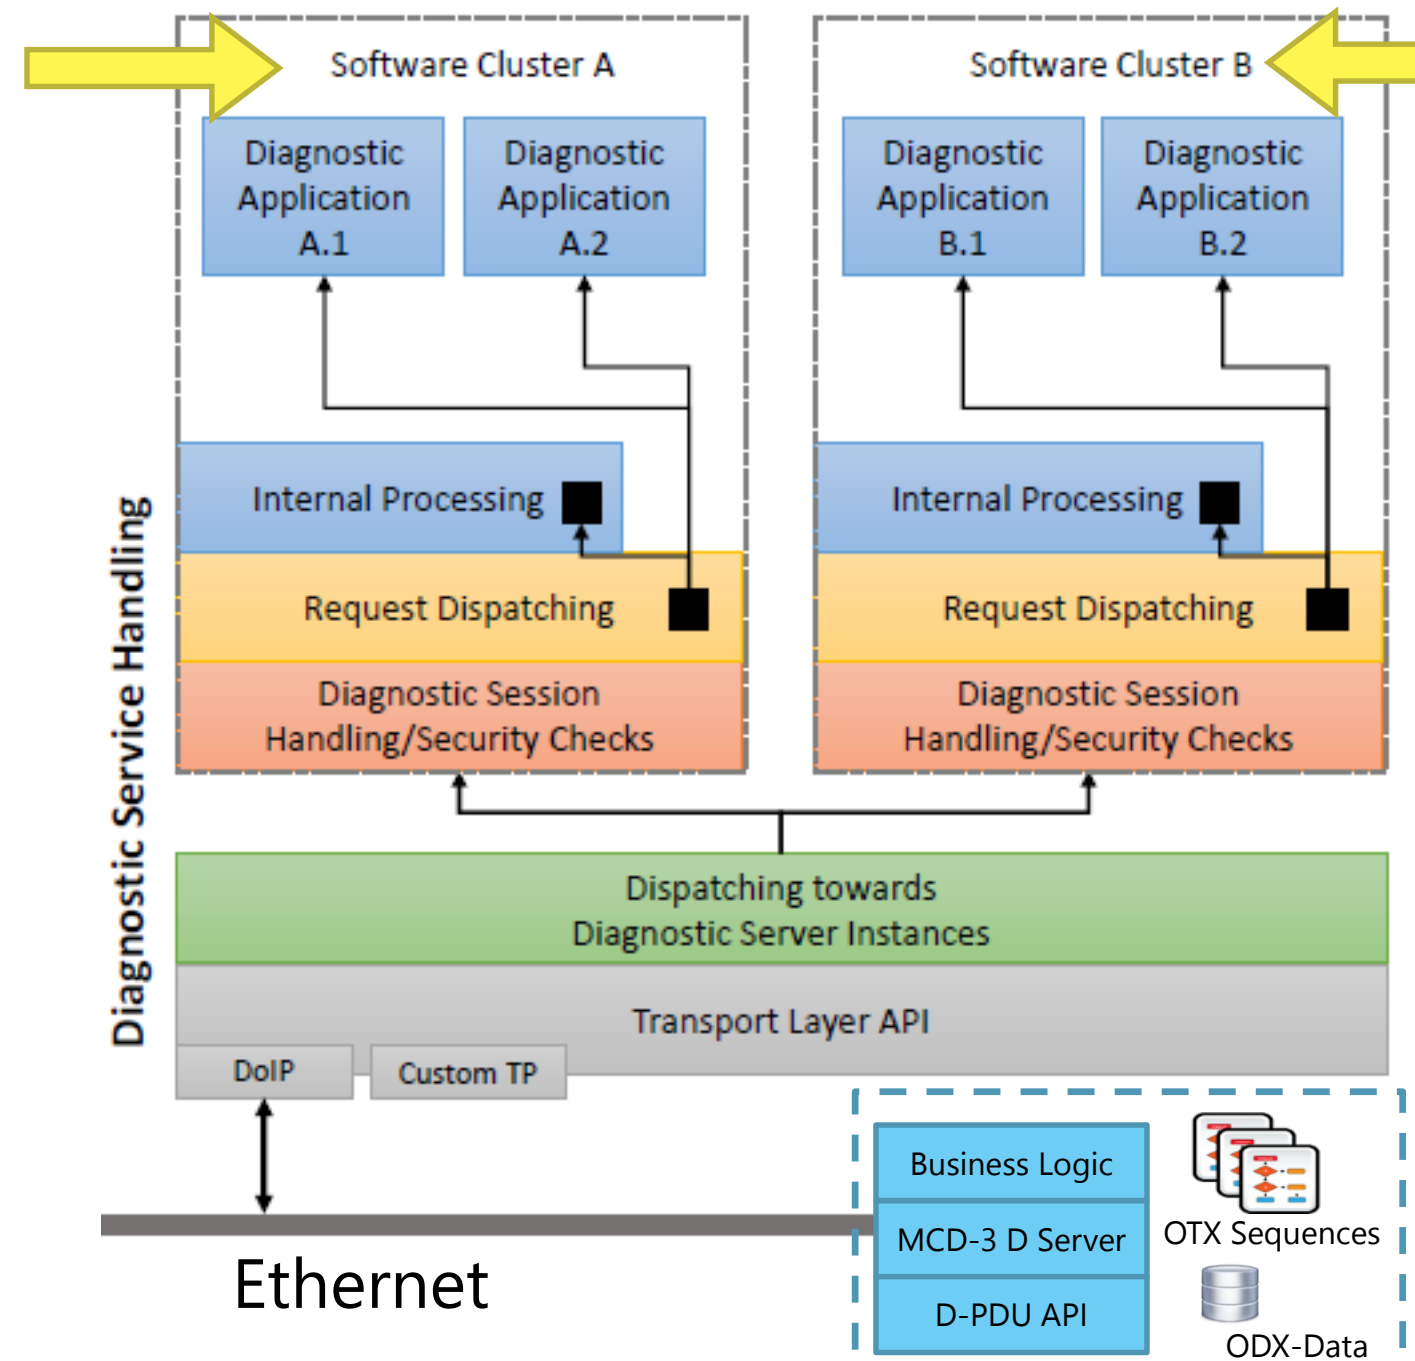 Software Cluster A
Diagnostic
Application
A.1
Diagnostic
Application
A.2
Internal Processing
Request Dispatching
Diagnostic Session
Handling/Security Checks
Software Cluster B
Diagnostic
Application
B.1
Diagnostic
Application
B.2
Internal Processing
Request Dispatching
Diagnostic Session
Handling/Security Checks
Diagnostic Service Handling
Dispatching towards
Diagnostic Server Instances
Transport Layer API
DoIP
Custom TP
Ethernet
Business Logic
MCD-3 D Server
D-PDU API
OTX Sequences
ODX-Data